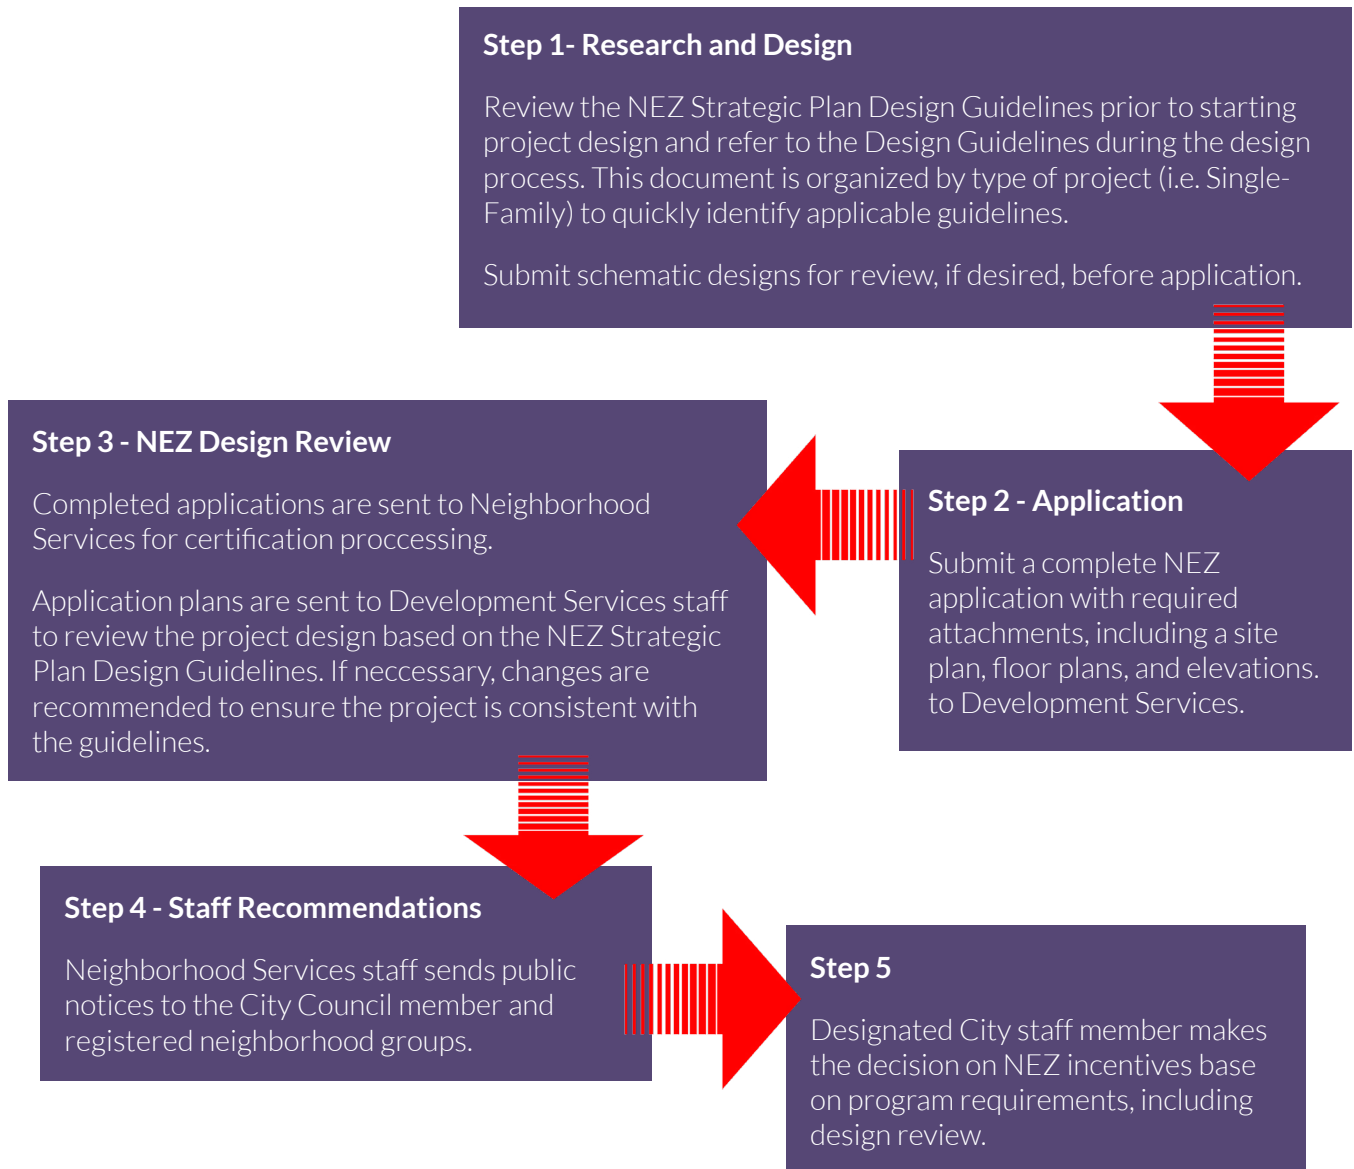 Step 1- Research and Design
Review the NEZ Strategic Plan Design Guidelines prior to starting
project design and refer to the Design Guidelines during the design
process. This document is organized by type of project (i.e. Single-
Family) to quickly identify applicable guidelines.
Submit schematic designs for review, if desired, before application.
Step 2 - Application
Submit a complete NEZ
application with required
attachments, including a site
plan, floor plans, and elevations.
to Development Services.
Step 3 - NEZ Design Review
Completed applications are sent to Neighborhood
Services for certification proccessing.
Application plans are sent to Development Services staff
to review the project design based on the NEZ Strategic
Plan Design Guidelines. If neccessary, changes are
recommended to ensure the project is consistent with
the guidelines.
Step 4 - Staff Recommendations
Neighborhood Services staff sends public
notices to the City Council member and
registered neighborhood groups.
Step 5
Designated City staff member makes
the decision on NEZ incentives base
on program requirements, including
design review.